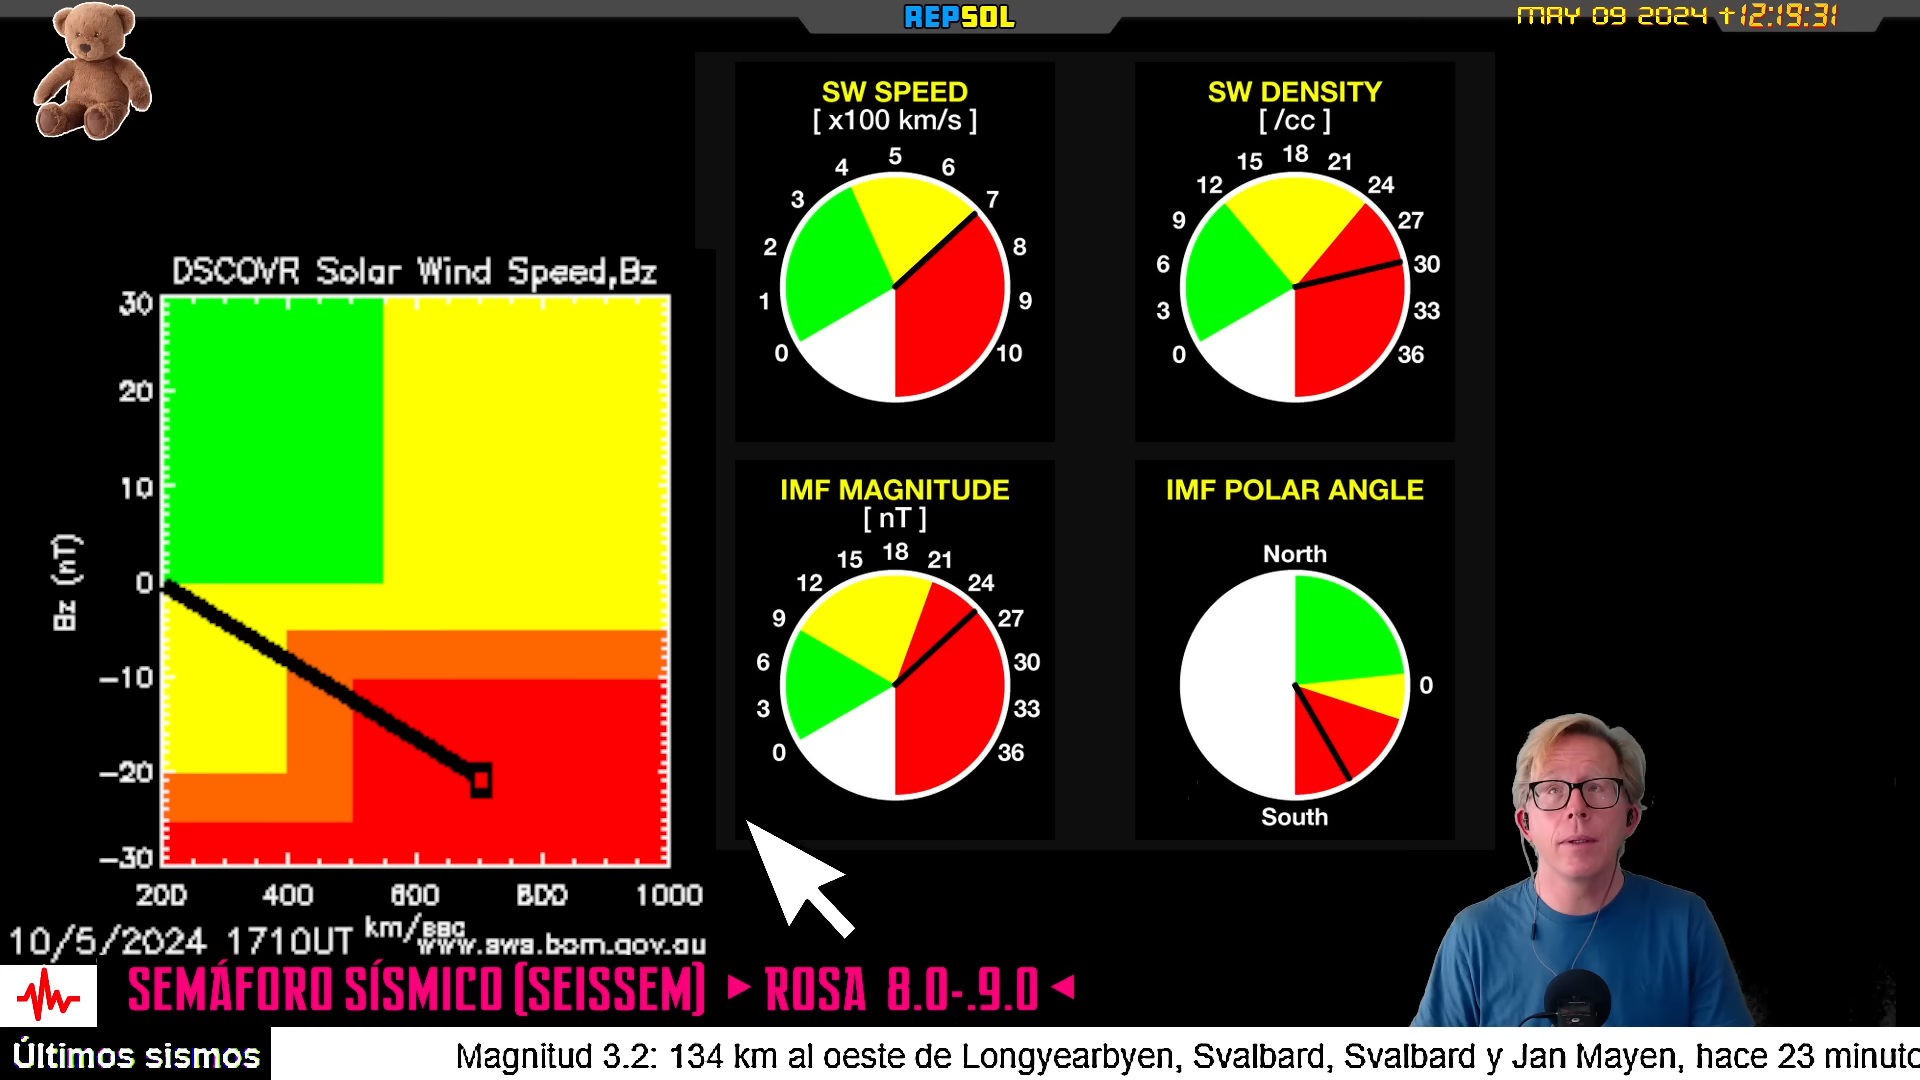 REPSOL
MAY 09 2024 +12:19:31
SW SPEED
[ x100 km/s ]
0 1 2 3 4 5 6 7 8 9 10
SW DENSITY
[ /cc ]
0 3 6 9 12 15 18 21 24 27 30 33 36
DSCOVR Solar Wind Speed,Bz
30
20
10
0
-10
-20
-30
Bz (nT)
200 400 600 800 1000
km/sec
10/5/2024 1710UT
www.sws.bom.gov.au
IMF MAGNITUDE
[ nT ]
0 3 6 9 12 15 18 21 24 27 30 33 36
IMF POLAR ANGLE
North
0
South
SEMÁFORO SÍSMICO (SEISSEM) ► ROSA 8.0-.9.0 ◄
Últimos sismos
Magnitud 3.2: 134 km al oeste de Longyearbyen, Svalbard, Svalbard y Jan Mayen, hace 23 minuto